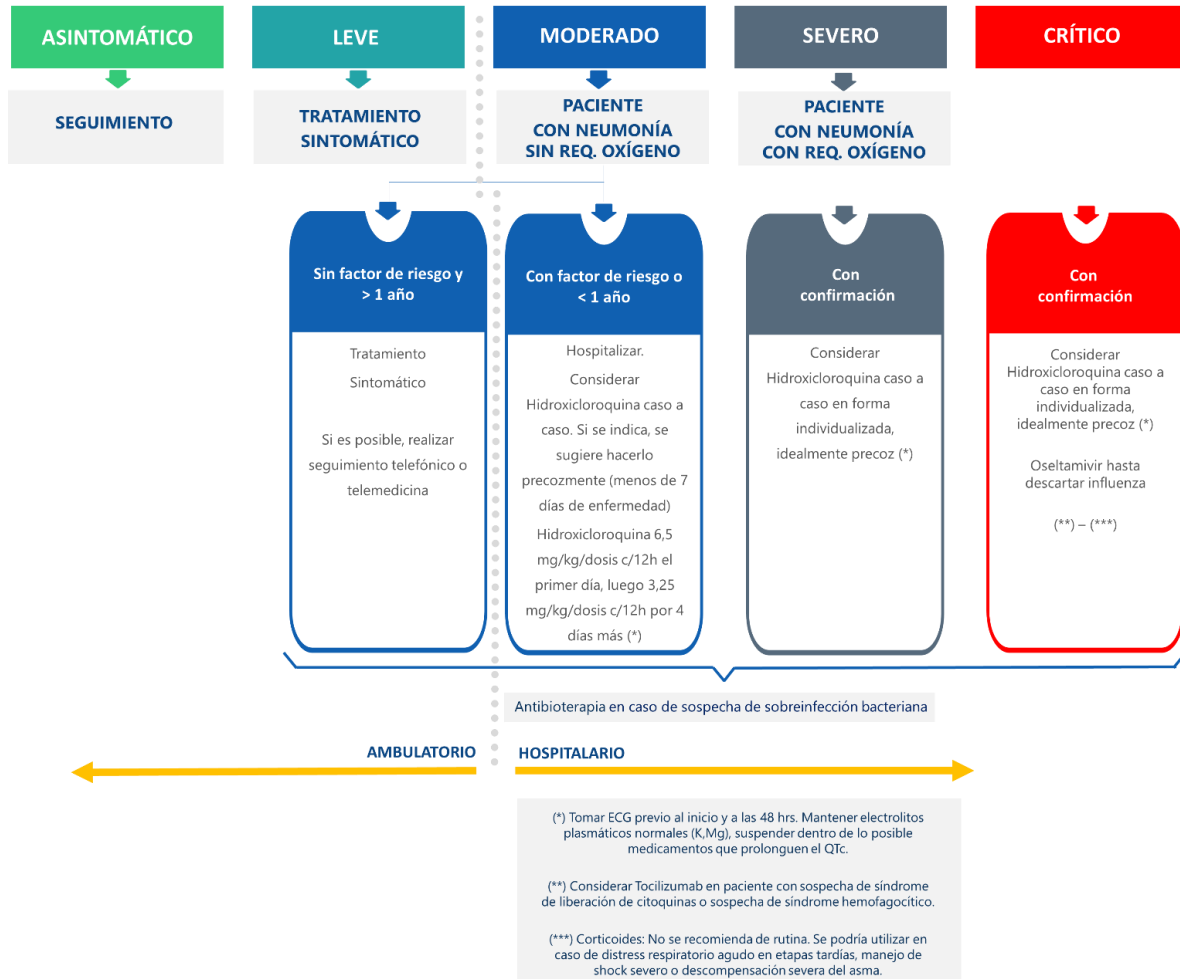 ASINTOMÁTICO
LEVE
MODERADO
SEVERO
CRÍTICO
SEGUIMIENTO
TRATAMIENTO
SINTOMÁTICO
PACIENTE
CON NEUMONÍA
SIN REQ. OXÍGENO
PACIENTE
CON NEUMONÍA
CON REQ. OXÍGENO
Sin factor de riesgo y
> 1 año
Tratamiento
Sintomático
Si es posible, realizar
seguimiento telefónico o
telemedicina
Con factor de riesgo o
< 1 año
Hospitalizar.
Considerar
Hidroxicloroquina caso a
caso. Si se indica, se
sugiere hacerlo
precozmente (menos de 7
días de enfermedad)
Hidroxicloroquina 6,5
mg/kg/dosis c/12h el
primer día, luego 3,25
mg/kg/dosis c/12h por 4
días más (*)
Con
confirmación
Considerar
Hidroxicloroquina caso a
caso en forma
individualizada,
idealmente precoz (*)
Con
confirmación
Considerar
Hidroxicloroquina caso a
caso en forma
individualizada,
idealmente precoz (*)
Oseltamivir hasta
descartar influenza
(**) – (***)
Antibioterapia en caso de sospecha de sobreinfección bacteriana
AMBULATORIO
HOSPITALARIO
(*) Tomar ECG previo al inicio y a las 48 hrs. Mantener electrolitos
plasmáticos normales (K,Mg), suspender dentro de lo posible
medicamentos que prolonguen el QTc.
(**) Considerar Tocilizumab en paciente con sospecha de síndrome
de liberación de citoquinas o sospecha de síndrome hemofagocítico.
(***) Corticoides: No se recomienda de rutina. Se podría utilizar en
caso de distress respiratorio agudo en etapas tardías, manejo de
shock severo o descompensación severa del asma.